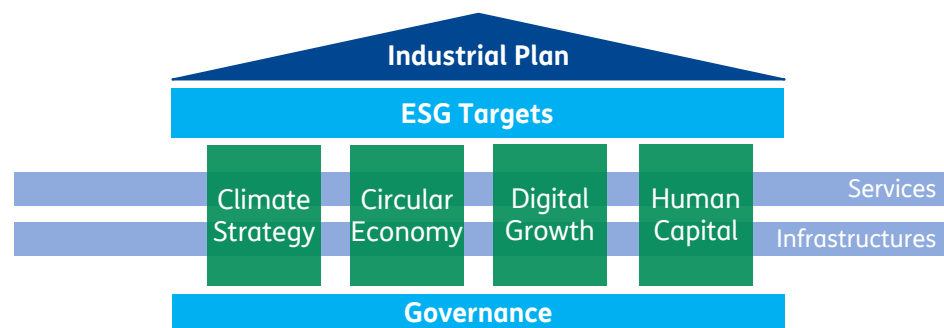 Industrial Plan
ESG Targets
Climate
Strategy
Circular
Economy
Digital
Growth
Human
Capital
Services
Infrastructures
Governance